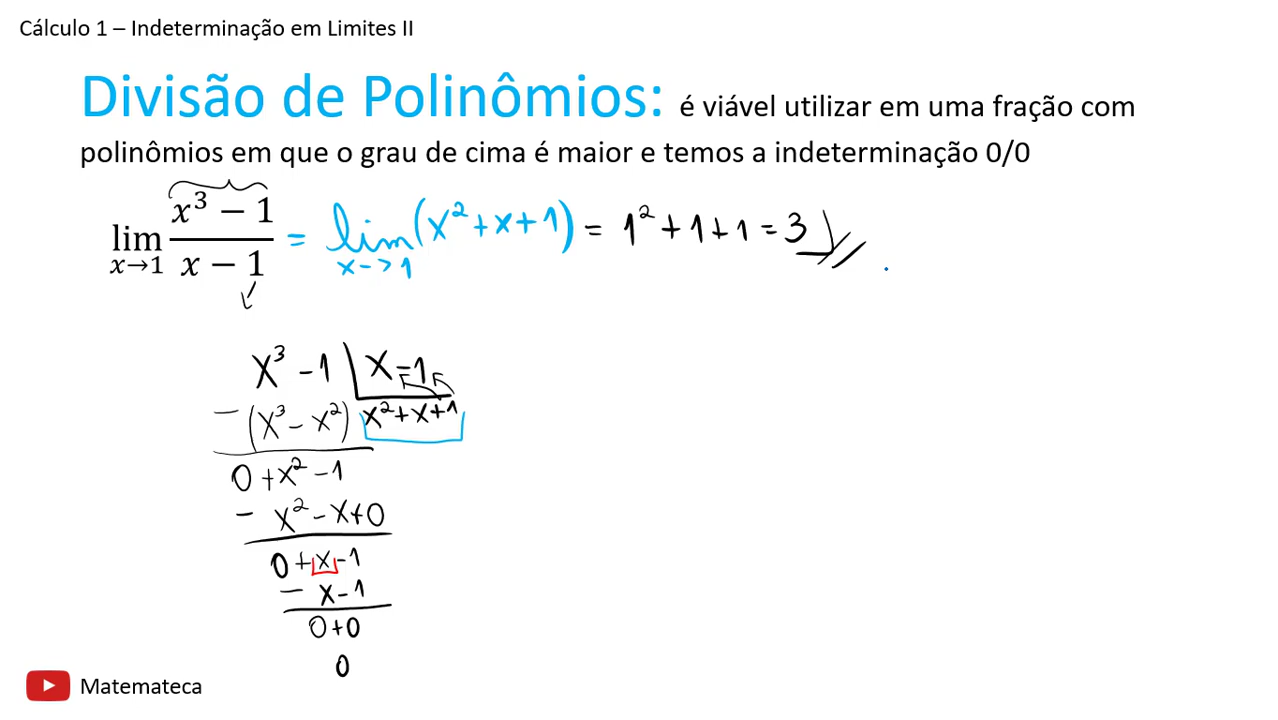 Cálculo 1 – Indeterminação em Limites II
Divisão de Polinômios: é viável utilizar em uma fração com
polinômios em que o grau de cima é maior e temos a indeterminação 0/0
lim x→1 (x³ − 1)/(x − 1) = lim x->1 (x² + x + 1) = 1² + 1 + 1 = 3
x³ - 1 | x - 1
- (x³ - x²) x² + x + 1
0 + x² - 1
- x² - x + 0
0 + x - 1
- x - 1
0 + 0
0
Matemateca